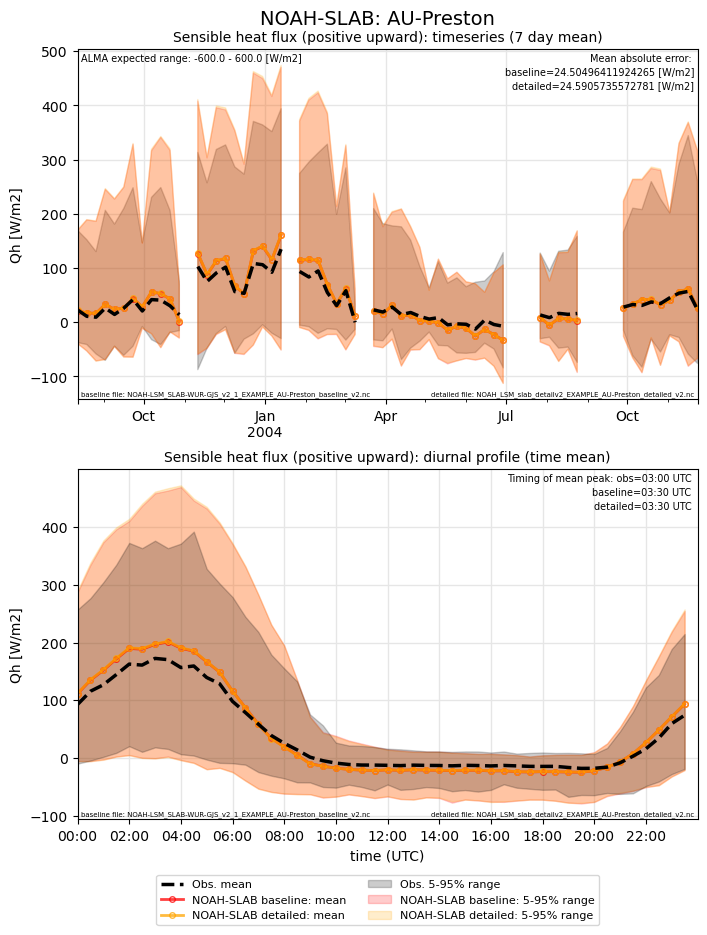 NOAH-SLAB: AU-Preston
Sensible heat flux (positive upward): timeseries (7 day mean)
ALMA expected range: -600.0 - 600.0 [W/m2]
Mean absolute error:
baseline=24.50496411924265 [W/m2]
detailed=24.5905735572781 [W/m2]
500
400
300
200
100
0
−100
Qh [W/m2]
baseline file: NOAH-LSM_SLAB-WUR-GJS_v2_1_EXAMPLE_AU-Preston_baseline_v2.nc
detailed file: NOAH_LSM_slab_detailv2_EXAMPLE_AU-Preston_detailed_v2.nc
Oct Jan Apr Jul Oct
2004
Sensible heat flux (positive upward): diurnal profile (time mean)
Timing of mean peak: obs=03:00 UTC
baseline=03:30 UTC
detailed=03:30 UTC
400
300
200
100
0
−100
Qh [W/m2]
baseline file: NOAH-LSM_SLAB-WUR-GJS_v2_1_EXAMPLE_AU-Preston_baseline_v2.nc
detailed file: NOAH_LSM_slab_detailv2_EXAMPLE_AU-Preston_detailed_v2.nc
00:00 02:00 04:00 06:00 08:00 10:00 12:00 14:00 16:00 18:00 20:00 22:00
time (UTC)
Obs. mean
NOAH-SLAB baseline: mean
NOAH-SLAB detailed: mean
Obs. 5-95% range
NOAH-SLAB baseline: 5-95% range
NOAH-SLAB detailed: 5-95% range